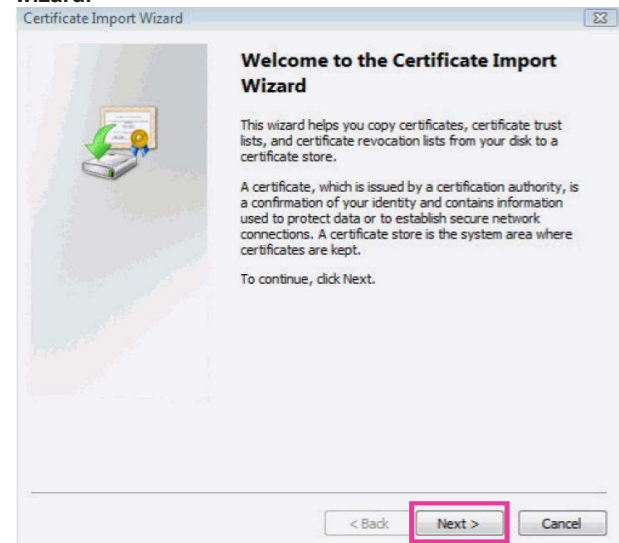 wizard.
Certificate Import Wizard
Welcome to the Certificate Import
Wizard
This wizard helps you copy certificates, certificate trust
lists, and certificate revocation lists from your disk to a
certificate store.
A certificate, which is issued by a certification authority, is
a confirmation of your identity and contains information
used to protect data or to establish secure network
connections. A certificate store is the system area where
certificates are kept.
To continue, click Next.
< Back Next > Cancel